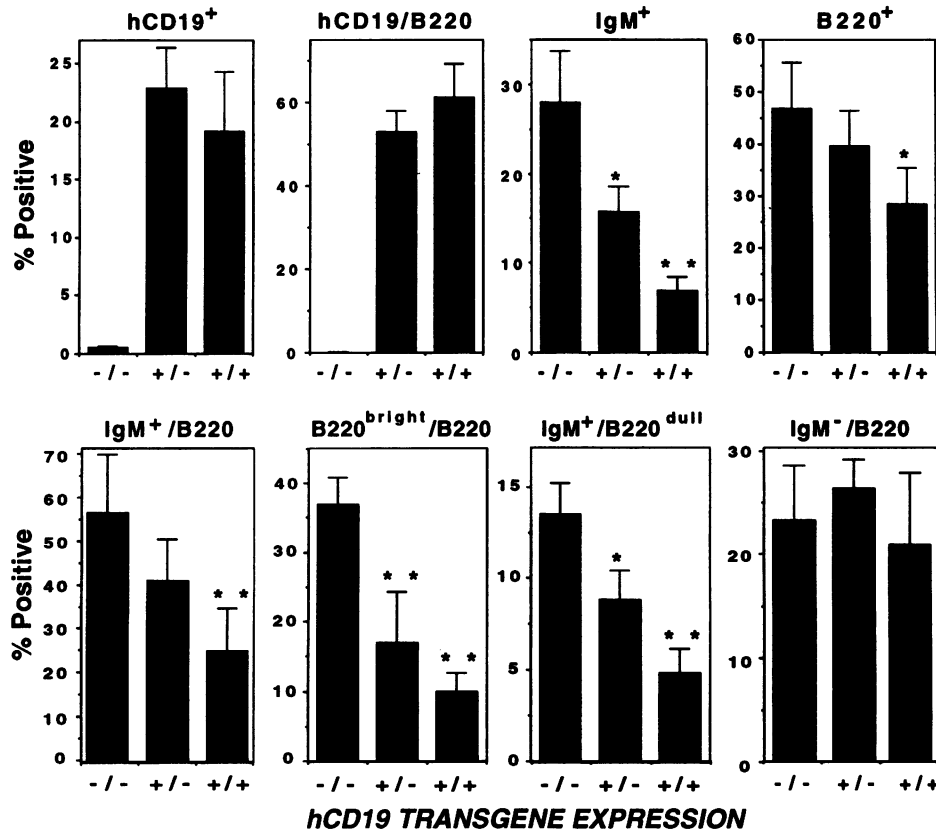 hCD19+
hCD19/B220
IgM+
B220+
% Positive
25
20
15
10
5
0
60
40
20
0
30
20
10
0
60
50
40
30
20
10
0
*
* *
*
- / -
+ / -
+ / +
- / -
+ / -
+ / +
- / -
+ / -
+ / +
- / -
+ / -
+ / +
IgM+/B220
B220bright/B220
IgM+/B220dull
IgM-/B220
% Positive
70
60
50
40
30
20
10
0
40
30
20
10
0
15
10
5
0
30
20
10
0
* *
* *
* *
*
* *
- / -
+ / -
+ / +
- / -
+ / -
+ / +
- / -
+ / -
+ / +
- / -
+ / -
+ / +
hCD19 TRANSGENE EXPRESSION